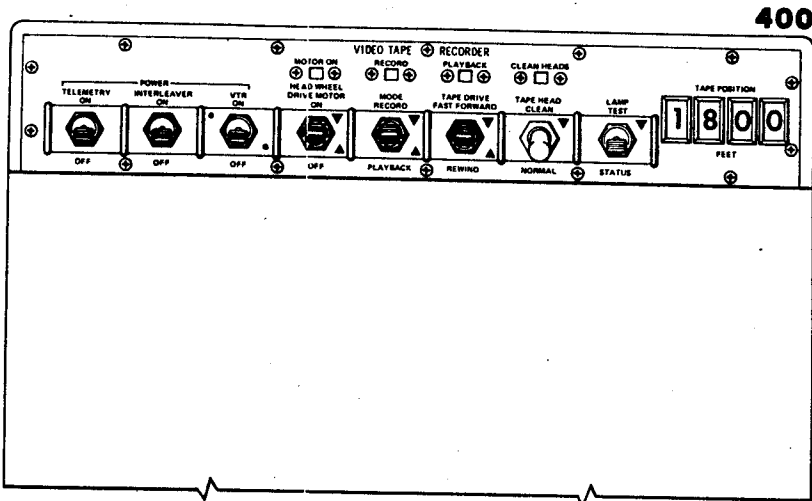 400
VIDEO TAPE RECORDER
MOTOR ON RECORD PLAYBACK CLEAN HEADS
POWER
TELEMETRY ON
INTERLEAVER ON
VTR ON
HEAD WHEEL DRIVE MOTOR ON
MODE RECORD
TAPE DRIVE FAST FORWARD
TAPE HEAD CLEAN
LAMP TEST
TAPE POSITION
1800
OFF OFF OFF OFF PLAYBACK REWIND NORMAL STATUS FEET